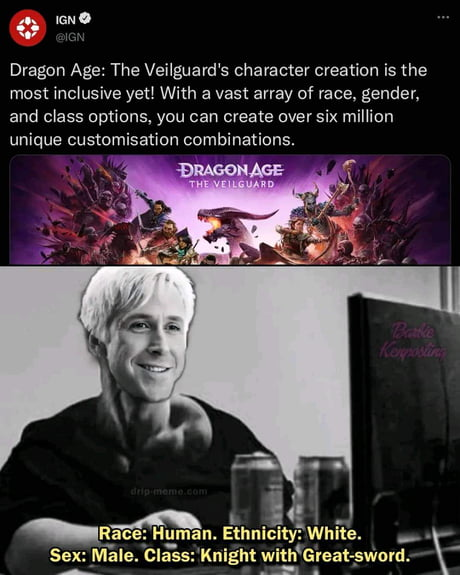 IGN
@IGN
Dragon Age: The Veilguard's character creation is the
most inclusive yet! With a vast array of race, gender,
and class options, you can create over six million
unique customisation combinations.
DRAGON AGE
THE VEILGUARD
Barbie
Kenposting
drip-meme.com
Race: Human. Ethnicity: White.
Sex: Male. Class: Knight with Great-sword.